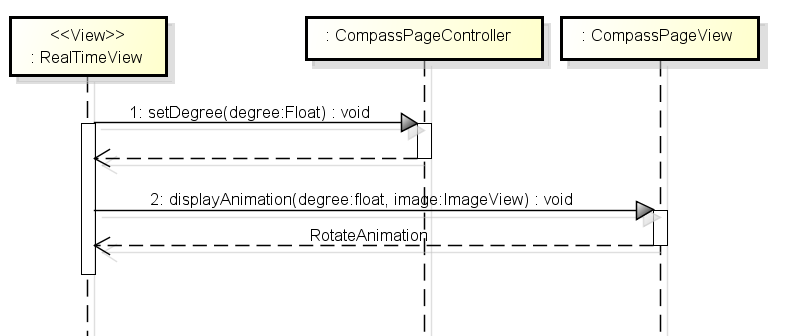 <<View>>
: RealTimeView
: CompassPageController
: CompassPageView
1: setDegree(degree:Float) : void
2: displayAnimation(degree:float, image:ImageView) : void
RotateAnimation